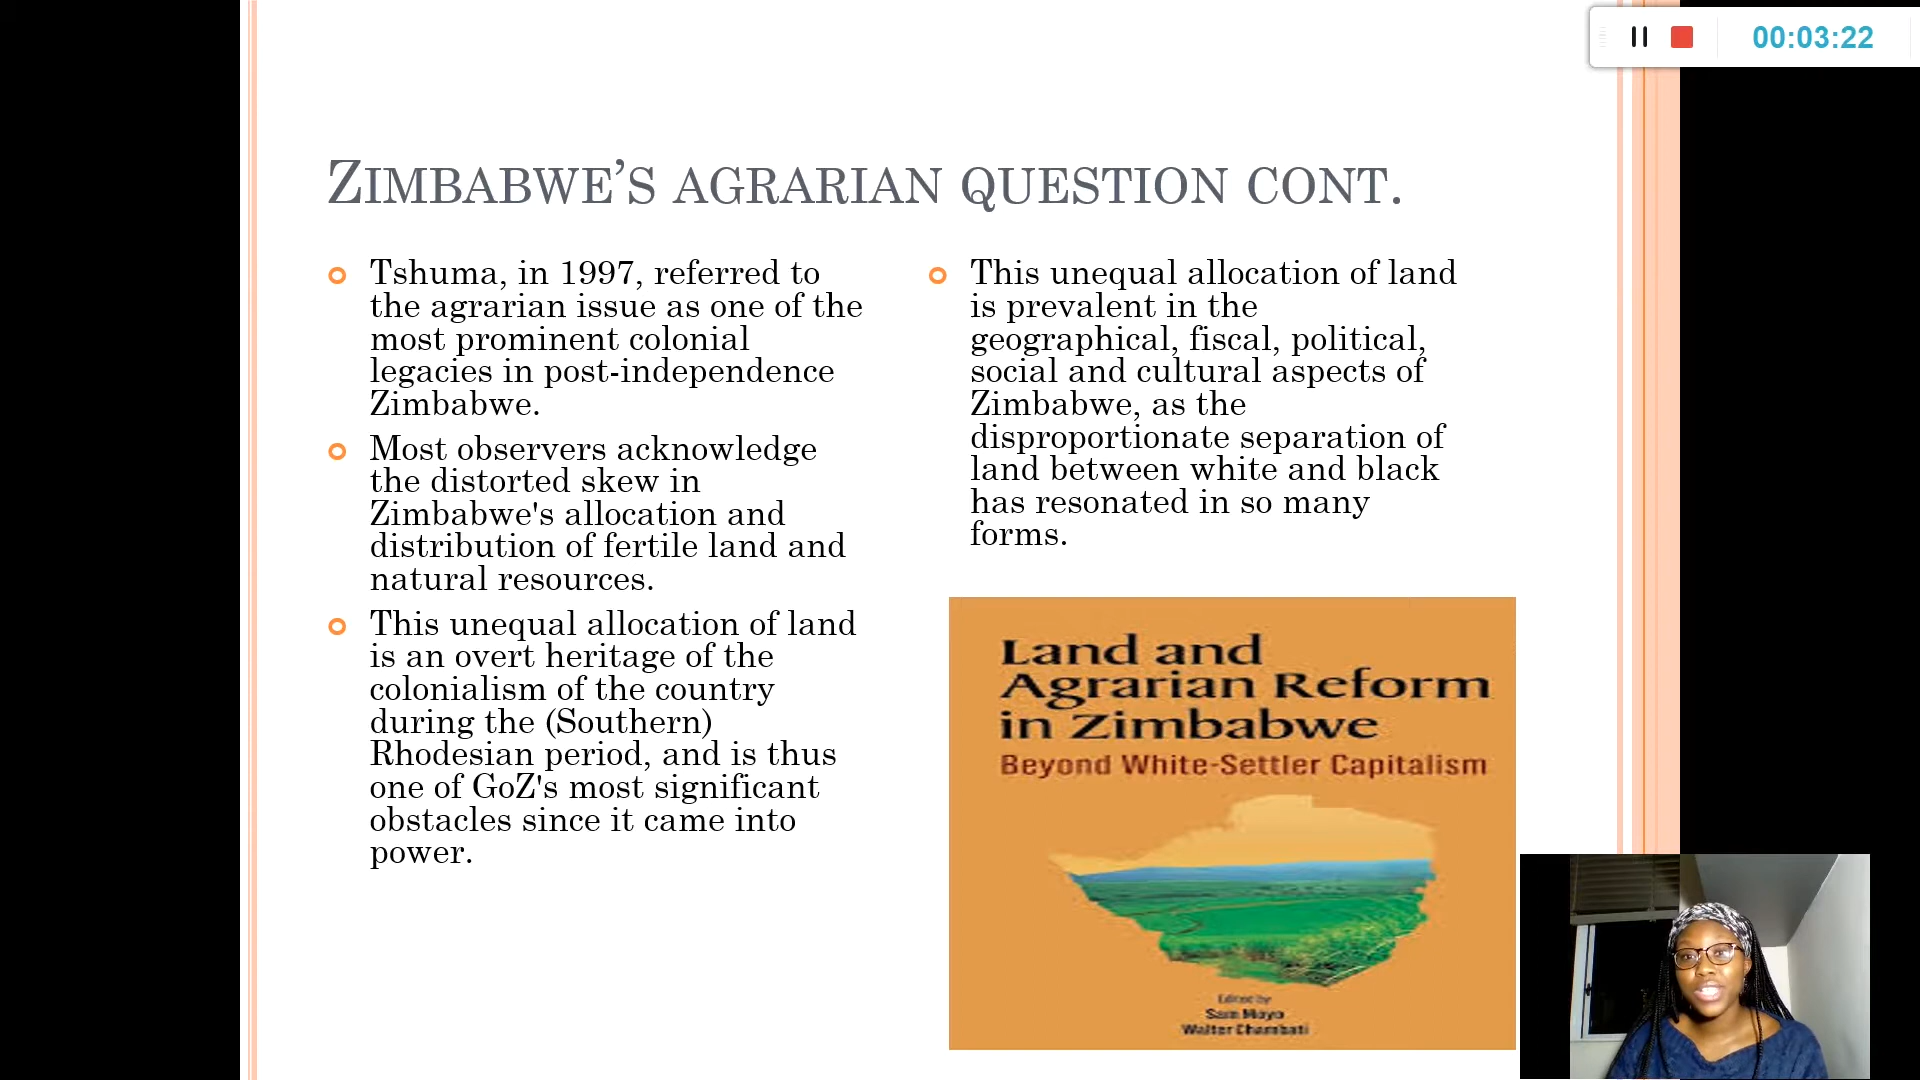 00:03:22
ZIMBABWE’S AGRARIAN QUESTION CONT.
Tshuma, in 1997, referred to
the agrarian issue as one of the
most prominent colonial
legacies in post-independence
Zimbabwe.
Most observers acknowledge
the distorted skew in
Zimbabwe's allocation and
distribution of fertile land and
natural resources.
This unequal allocation of land
is an overt heritage of the
colonialism of the country
during the (Southern)
Rhodesian period, and is thus
one of GoZ's most significant
obstacles since it came into
power.
This unequal allocation of land
is prevalent in the
geographical, fiscal, political,
social and cultural aspects of
Zimbabwe, as the
disproportionate separation of
land between white and black
has resonated in so many
forms.
Land and
Agrarian Reform
in Zimbabwe
Beyond White-Settler Capitalism
Edited by
Sam Moyo
Walter Chambati